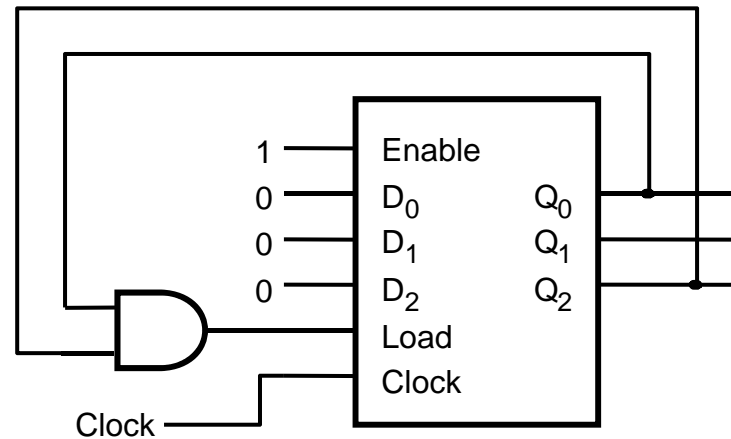 1 Enable
0 D0 Q0
0 D1 Q1
0 D2 Q2
Load
Clock
Clock